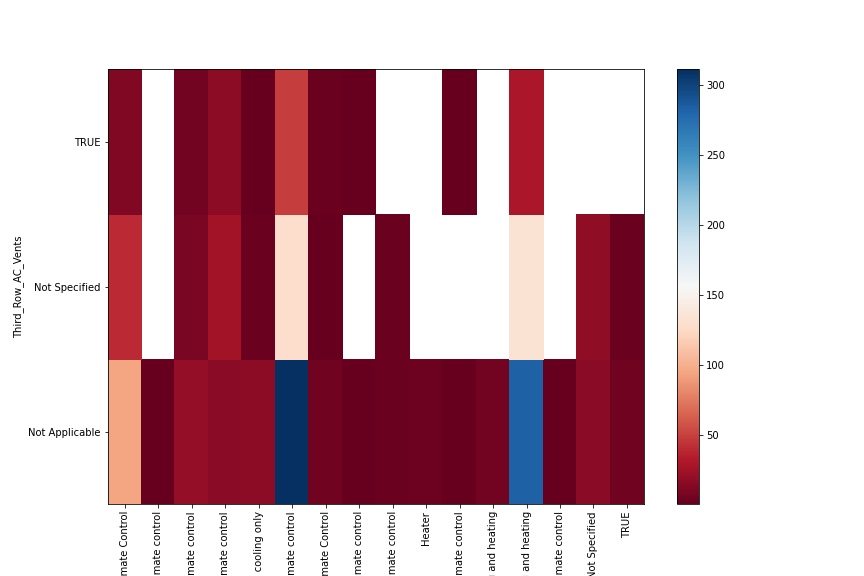 TRUE
Not Specified
Not Applicable
Third_Row_AC_Vents
300
250
200
150
100
50
mate Control
mate control
mate control
mate control
cooling only
mate control
mate Control
mate control
mate control
Heater
mate control
and heating
and heating
mate control
Not Specified
TRUE